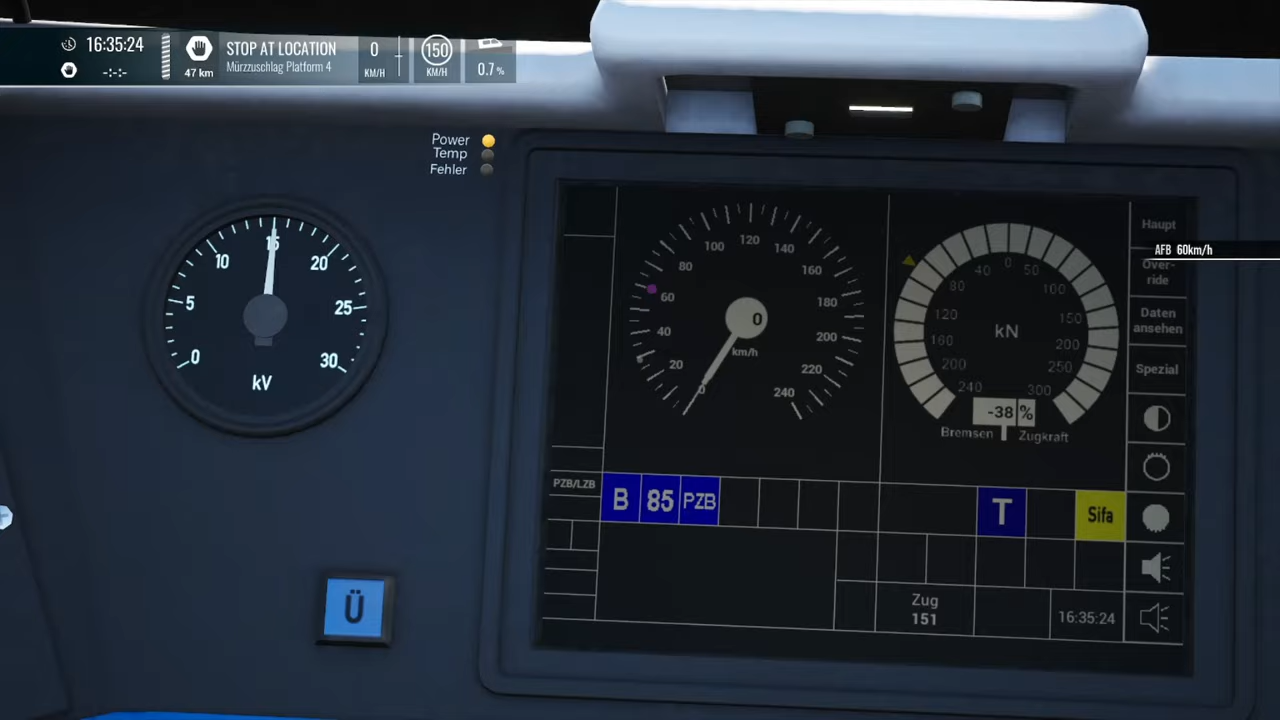 16:35:24
-:-:-
47 km
STOP AT LOCATION
Mürzzuschlag Platform 4
0
KM/H
150
KM/H
0.7 %
Power
Temp
Fehler
0
5
10
15
20
25
30
kV
Ü
0
20
40
60
80
100
120
140
160
180
200
220
240
0
km/h
240
200
160
120
80
40
0
50
100
150
200
250
300
kN
-38 %
Bremsen
Zugkraft
Haupt
AFB 60km/h
Over-
ride
Daten
ansehen
Spezial
PZB/LZB
B 85 PZB
T
Sifa
Zug
151
16:35:24